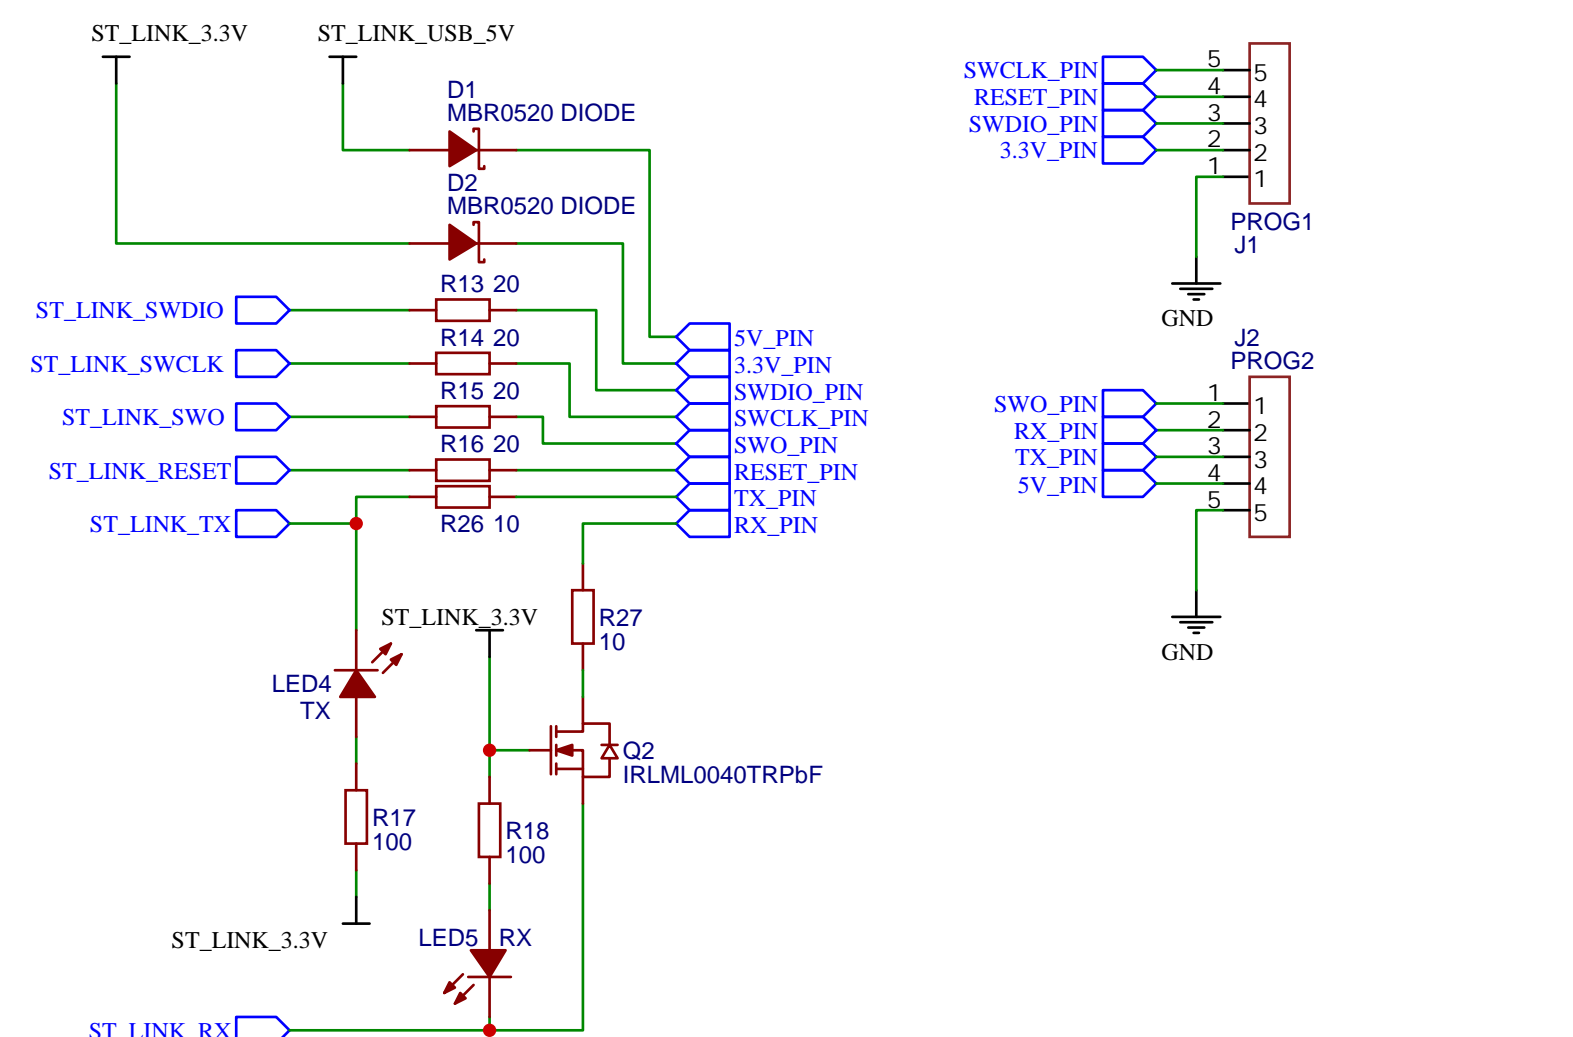 ST_LINK_3.3V
ST_LINK_USB_5V
D1
MBR0520 DIODE
D2
MBR0520 DIODE
R13 20
ST_LINK_SWDIO
R14 20
ST_LINK_SWCLK
R15 20
ST_LINK_SWO
R16 20
ST_LINK_RESET
ST_LINK_TX
R26 10
5V_PIN
3.3V_PIN
SWDIO_PIN
SWCLK_PIN
SWO_PIN
RESET_PIN
TX_PIN
RX_PIN
ST_LINK_3.3V
R27
10
LED4
TX
Q2
IRLML0040TRPbF
R17
100
R18
100
ST_LINK_3.3V
LED5 RX
ST_LINK_RX
SWCLK_PIN 5 5
RESET_PIN 4 4
SWDIO_PIN 3 3
3.3V_PIN 2 2
1 1
PROG1
J1
GND
J2
PROG2
SWO_PIN 1 1
RX_PIN 2 2
TX_PIN 3 3
5V_PIN 4 4
5 5
GND